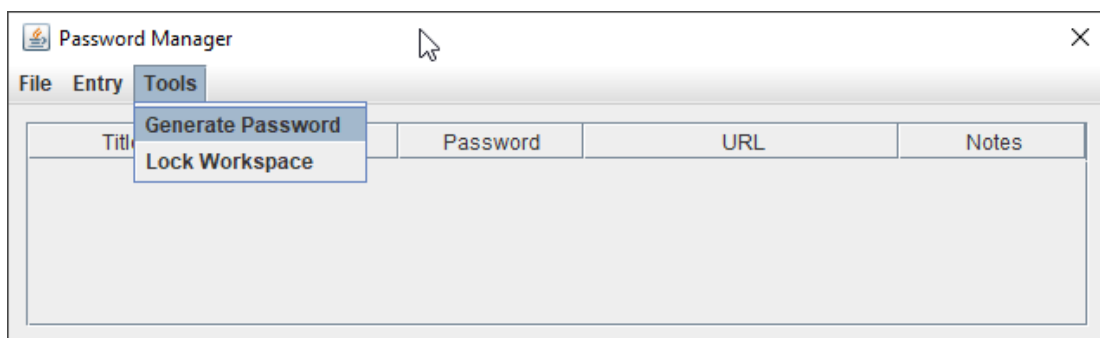 Password Manager
File Entry Tools
Generate Password
Lock Workspace
Password URL Notes